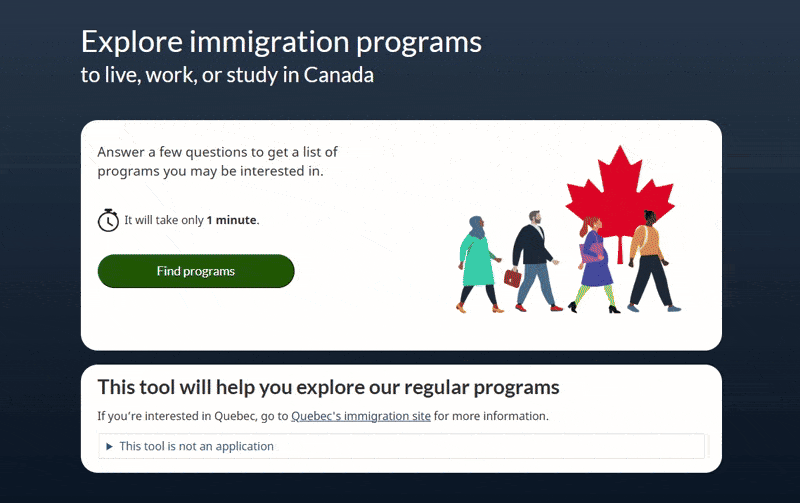 Explore immigration programs
to live, work, or study in Canada
Answer a few questions to get a list of
programs you may be interested in.
It will take only 1 minute.
Find programs
This tool will help you explore our regular programs
If you’re interested in Quebec, go to Quebec's immigration site for more information.
This tool is not an application